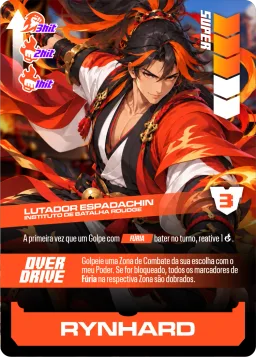 3hit
2hit
1hit
SUPER
3
LUTADOR ESPADACHIN
INSTITUTO DE BATALHA ROUDGE
A primeira vez que um Golpe com FÚRIA bater no turno, reative 1
OVER DRIVE
Golpeie uma Zona de Combate da sua escolha com o
meu Poder. Se for bloqueado, todos os marcadores de
Fúria na respectiva Zona são dobrados.
RYNHARD